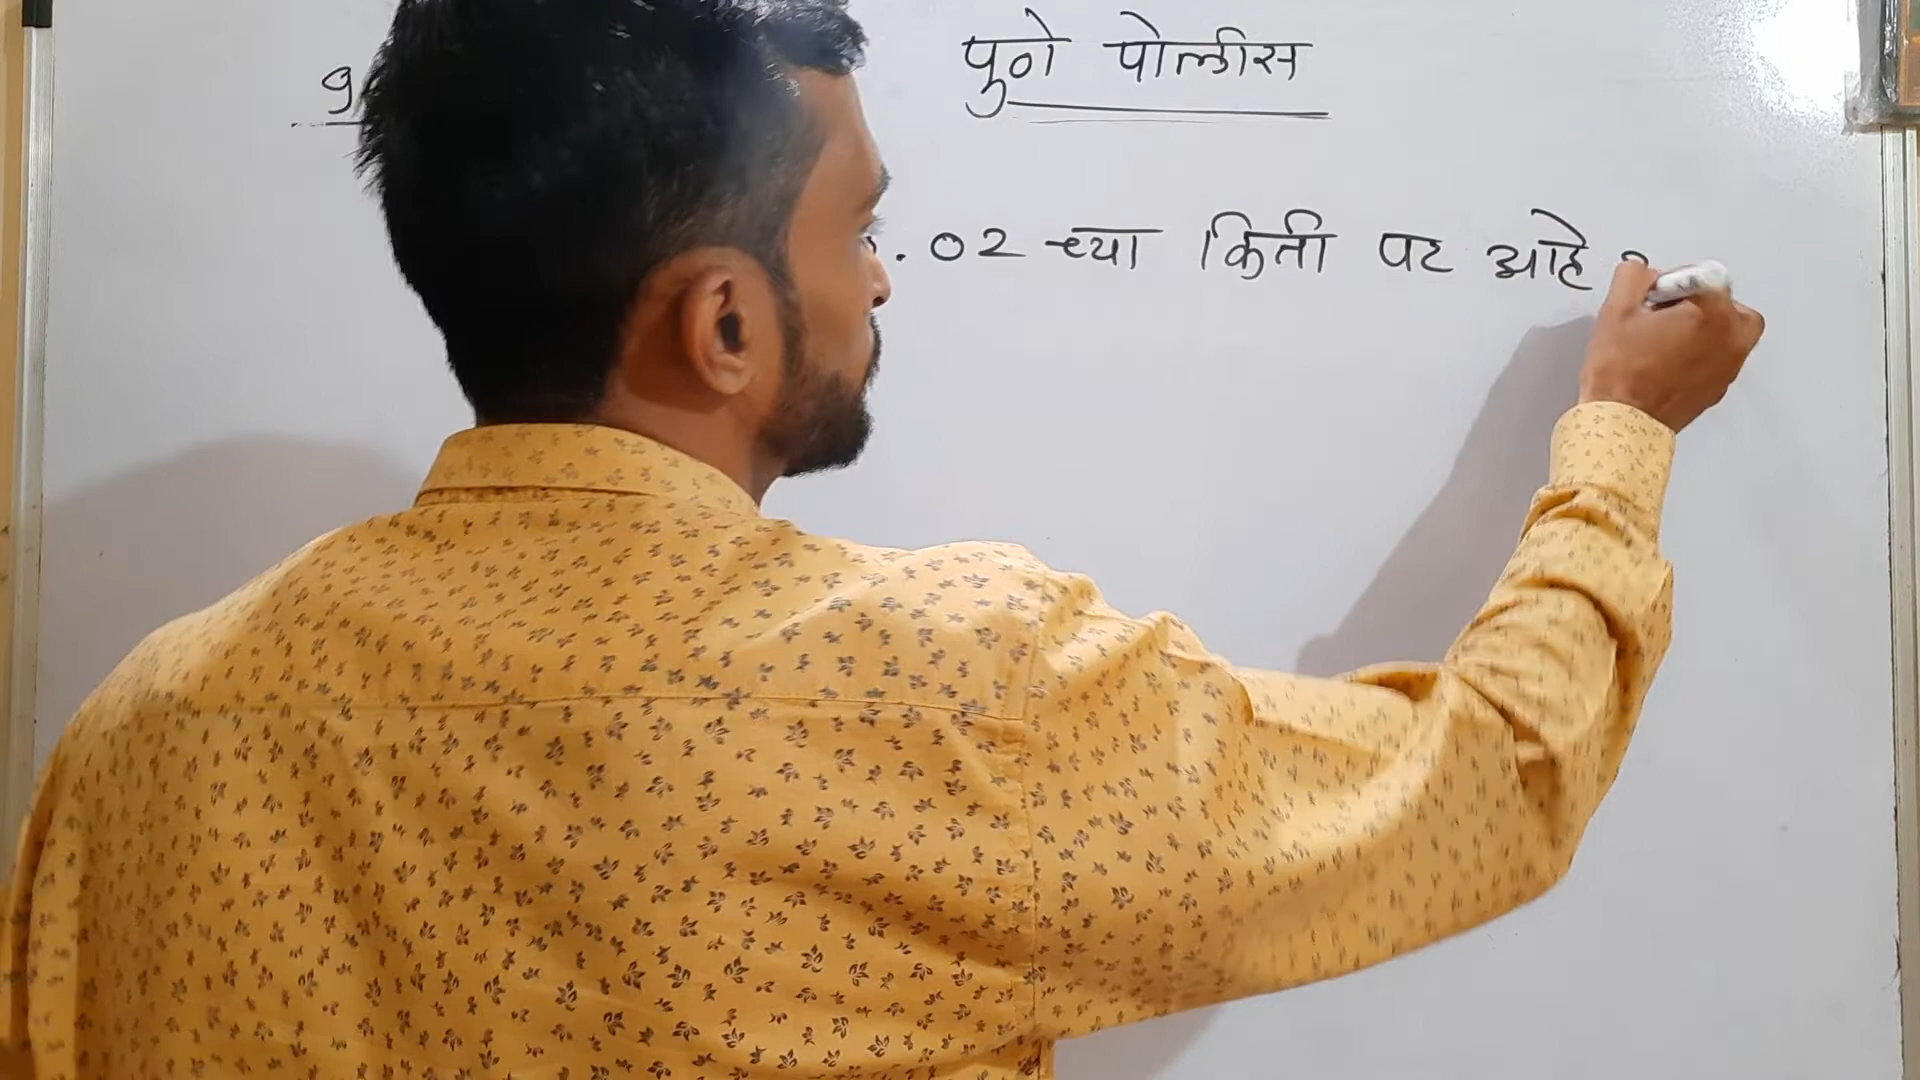 पुणे पोलीस
.०२ च्या किती पट आहे ?